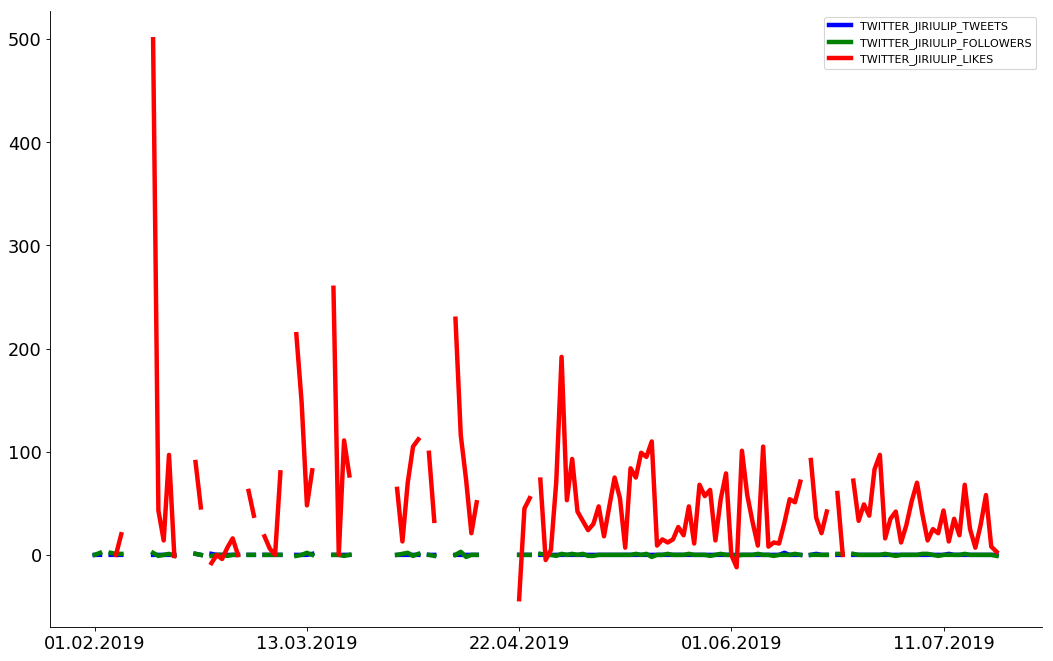 TWITTER_JIRIULIP_TWEETS
TWITTER_JIRIULIP_FOLLOWERS
TWITTER_JIRIULIP_LIKES
500
400
300
200
100
0
01.02.2019 13.03.2019 22.04.2019 01.06.2019 11.07.2019